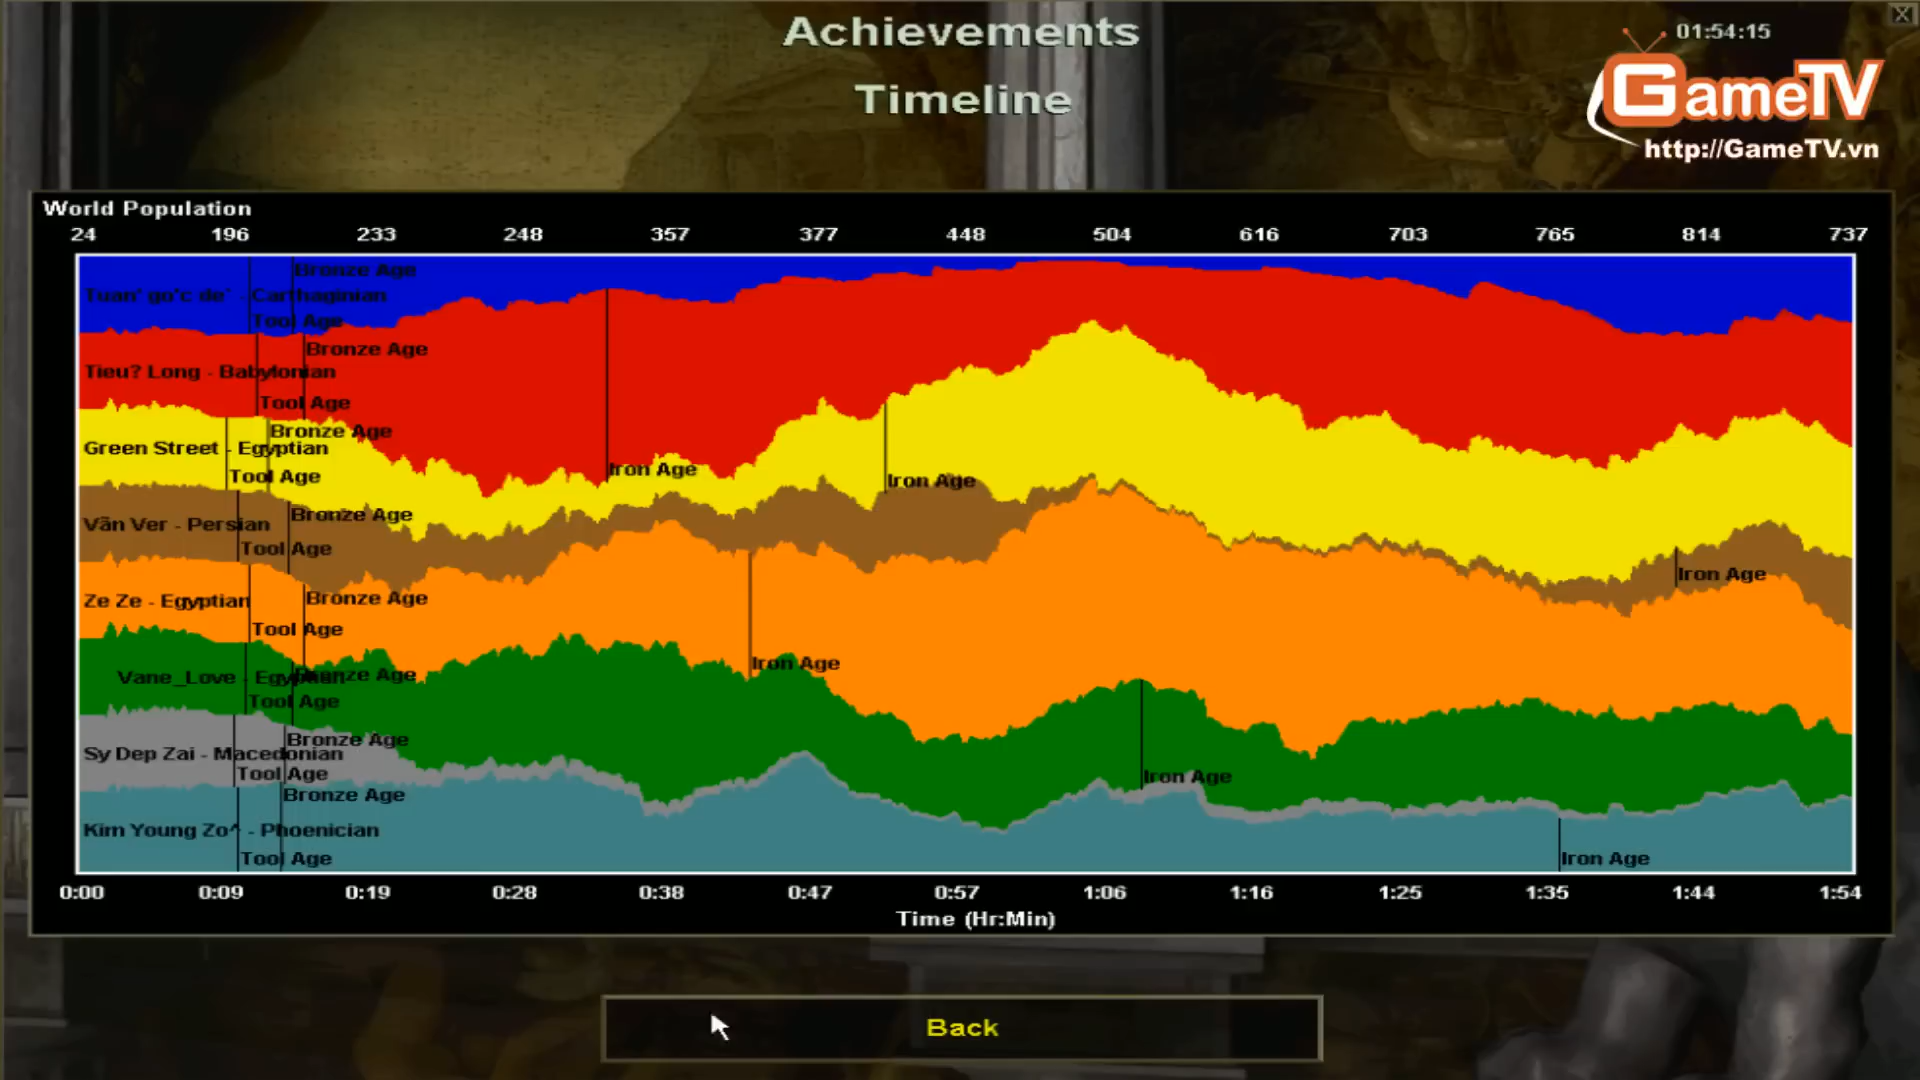 Achievements
01:54:15
Timeline
GameTV
http://GameTV.vn
World Population
24 196 233 248 357 377 448 504 616 703 765 814 737
Bronze Age
Tuan' go'c de` - Carthaginian
Tool Age
Bronze Age
Tieu? Long - Babylonian
Tool Age
Bronze Age
Green Street - Egyptian
Tool Age
Iron Age
Iron Age
Bronze Age
Vãn Ver - Persian
Tool Age
Iron Age
Bronze Age
Ze Ze - Egyptian
Tool Age
Iron Age
Bronze Age
Vane_Love - Egyptian
Tool Age
Bronze Age
Sy Dep Zai - Macedonian
Tool Age
Iron Age
Bronze Age
Kim Young Zo^ - Phoenician
Tool Age
Iron Age
0:00 0:09 0:19 0:28 0:38 0:47 0:57 1:06 1:16 1:25 1:35 1:44 1:54
Time (Hr:Min)
Back